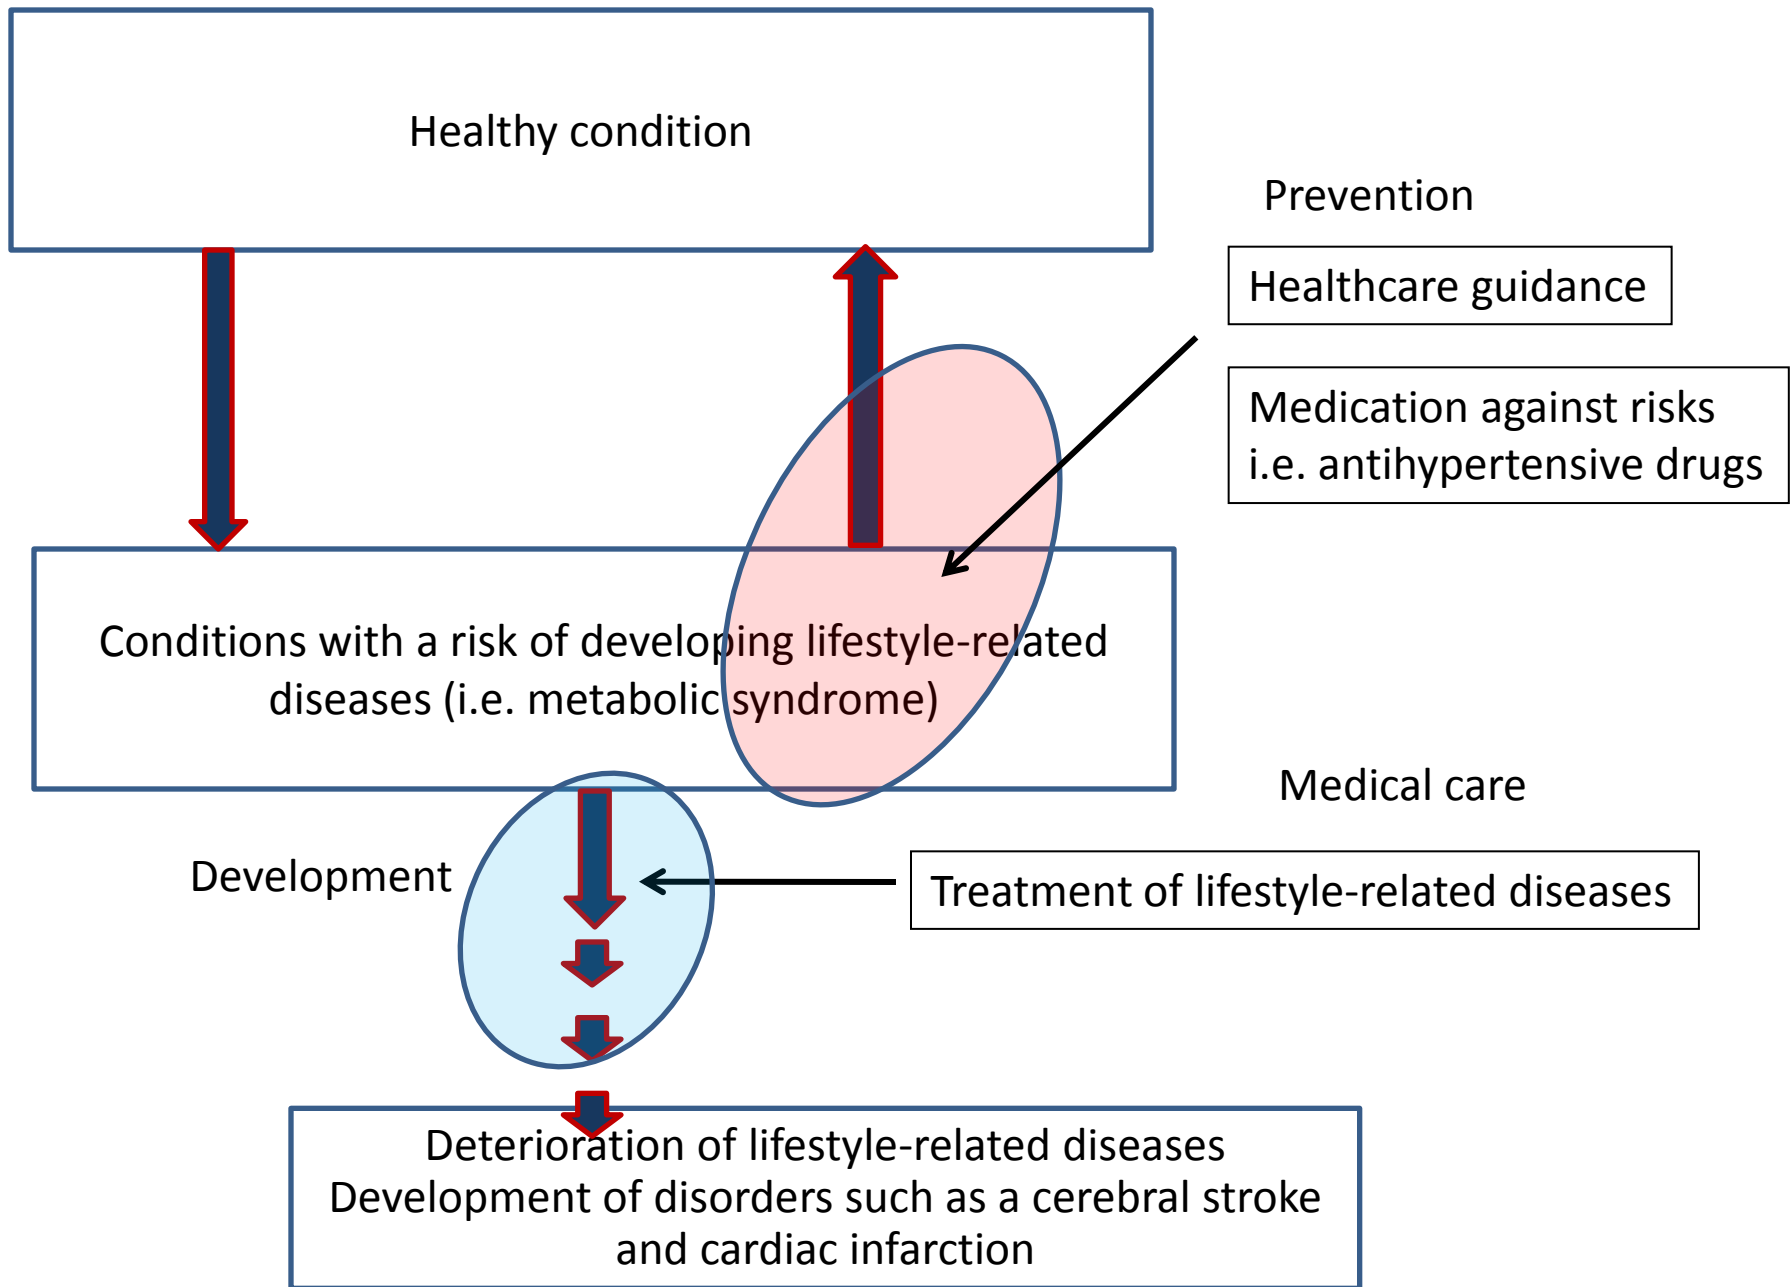 Healthy condition
Prevention
Healthcare guidance
Medication against risks
i.e. antihypertensive drugs
Conditions with a risk of developing lifestyle-related
diseases (i.e. metabolic syndrome)
Medical care
Development
Treatment of lifestyle-related diseases
Deterioration of lifestyle-related diseases
Development of disorders such as a cerebral stroke
and cardiac infarction